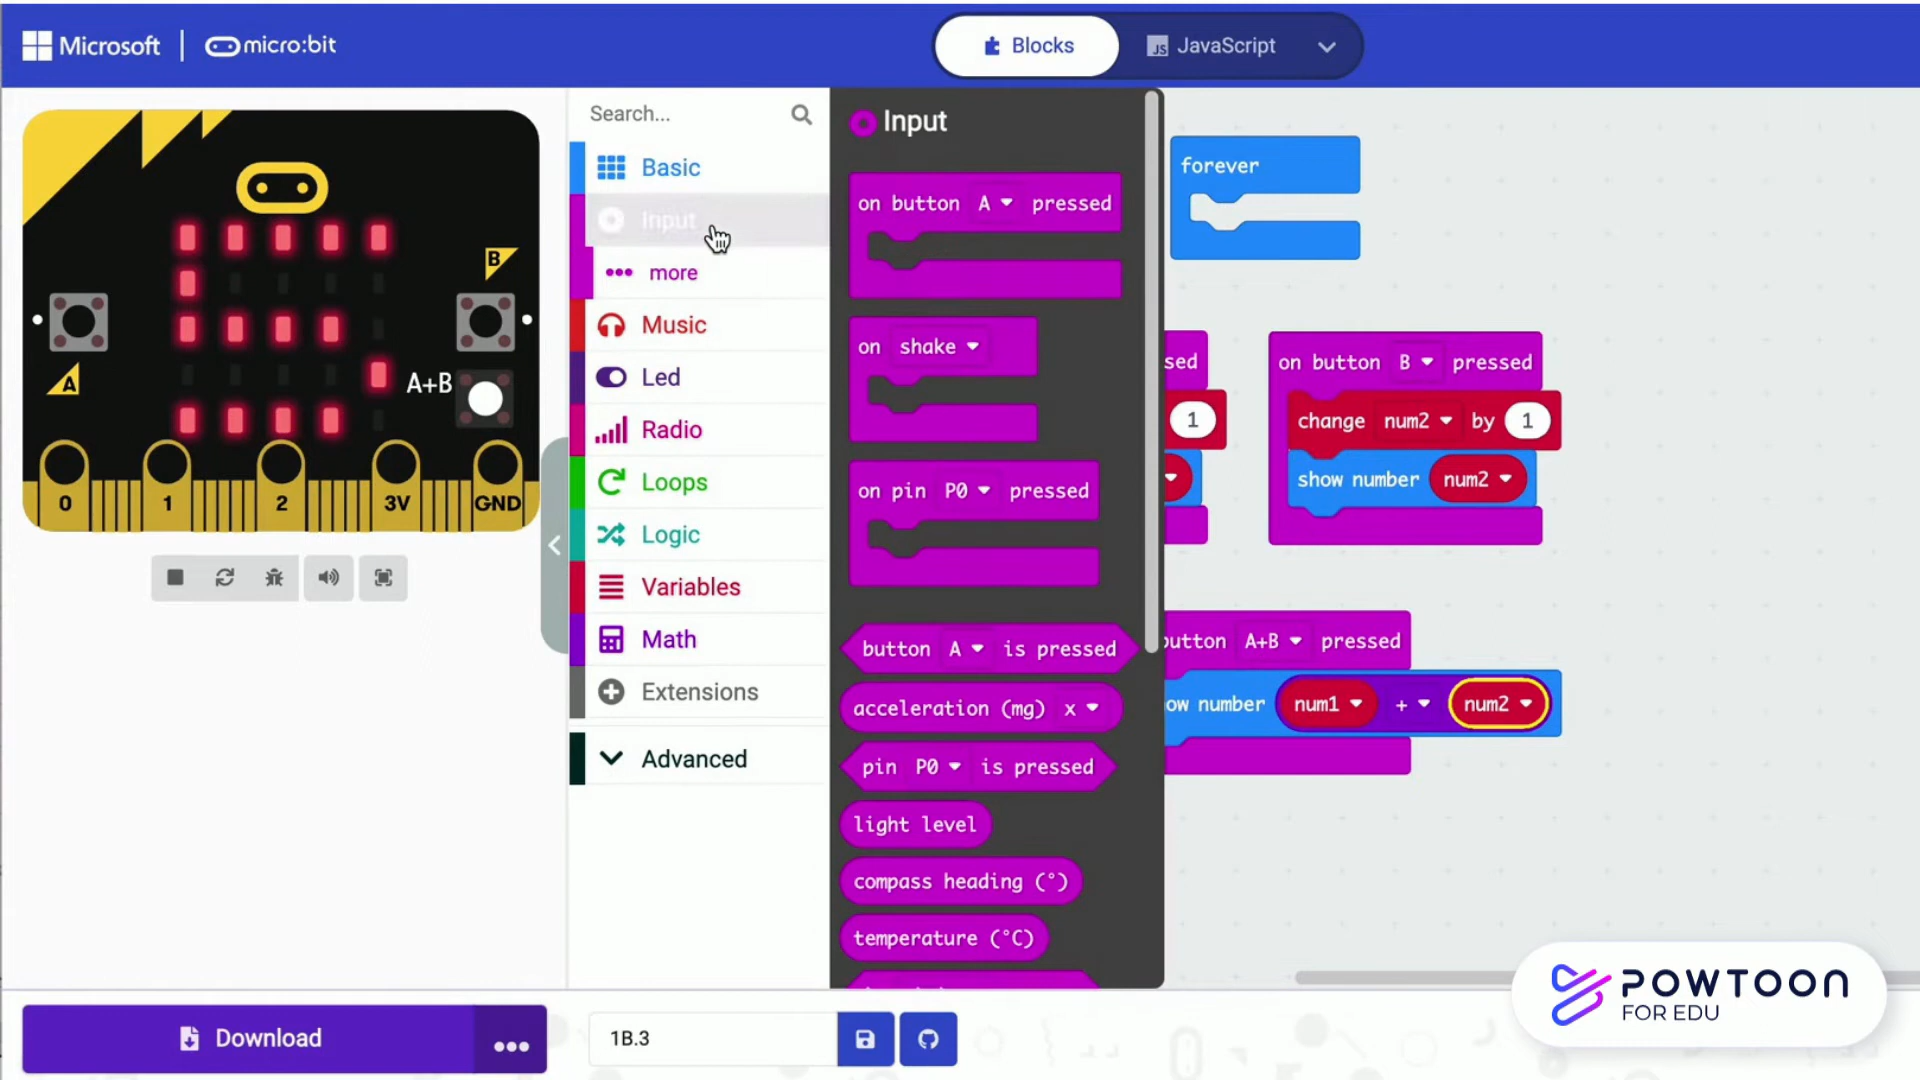 Microsoft | micro:bit
Blocks
JS JavaScript
B
A
A+B
0 1 2 3V GND
Search...
Basic
Input
more
Music
Led
Radio
Loops
Logic
Variables
Math
Extensions
Advanced
Input
on button A pressed
on shake
on pin P0 pressed
button A is pressed
acceleration (mg) x
pin P0 is pressed
light level
compass heading (°)
temperature (°C)
forever
sed
1
on button B pressed
change num2 by 1
show number num2
button A+B pressed
ow number num1 + num2
Download
1B.3
POWTOON
FOR EDU